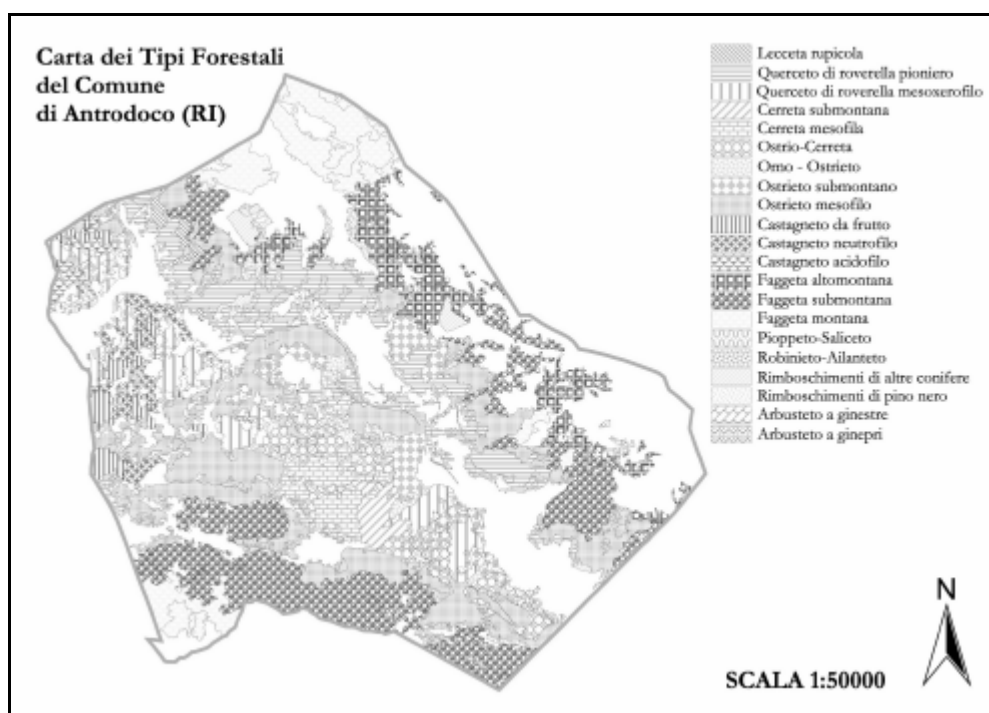 Carta dei Tipi Forestali
del Comune
di Antrodoco (RI)
Lecceta rupicola
Querceto di roverella pioniero
Querceto di roverella mesoxerofilo
Cerreta submontana
Cerreta mesofila
Ostrio-Cerreta
Orno - Ostrieto
Ostrieto submontano
Ostrieto mesofilo
Castagneto da frutto
Castagneto neutrofilo
Castagneto acidofilo
Faggeta altomontana
Faggeta submontana
Faggeta montana
Pioppeto-Saliceto
Robinieto-Ailanteto
Rimboschimenti di altre conifere
Rimboschimenti di pino nero
Arbusteto a ginestre
Arbusteto a ginepri
N
SCALA 1:50000